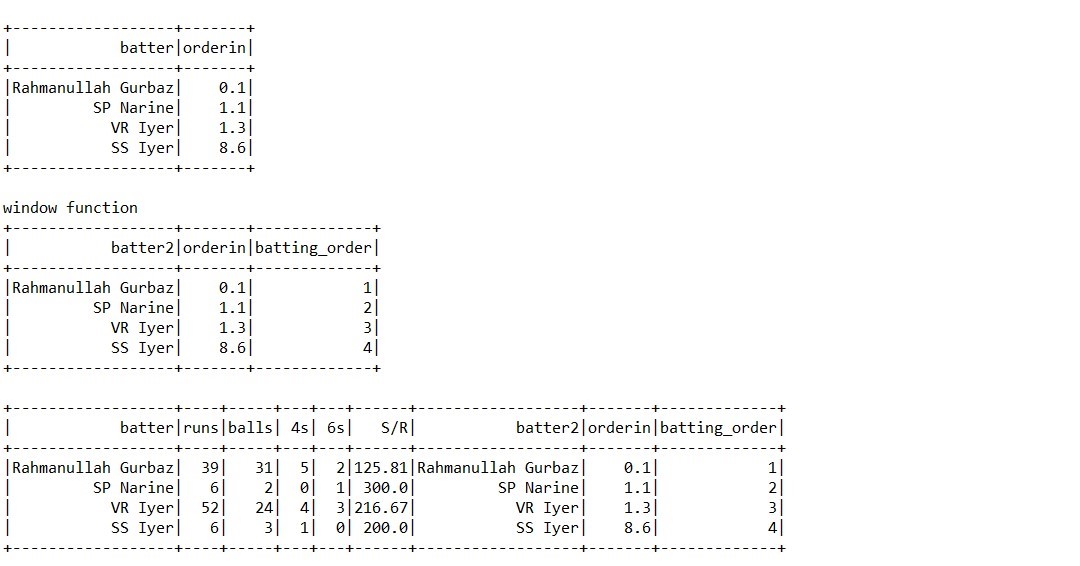 +------------------+-------+
|            batter|orderin|
+------------------+-------+
|Rahmanullah Gurbaz|    0.1|
|         SP Narine|    1.1|
|           VR Iyer|    1.3|
|           SS Iyer|    8.6|
+------------------+-------+
window function
+------------------+-------+-------------+
|           batter2|orderin|batting_order|
+------------------+-------+-------------+
|Rahmanullah Gurbaz|    0.1|            1|
|         SP Narine|    1.1|            2|
|           VR Iyer|    1.3|            3|
|           SS Iyer|    8.6|            4|
+------------------+-------+-------------+
+------------------+----+-----+---+---+------+------------------+-------+-------------+
|            batter|runs|balls| 4s| 6s|   S/R|           batter2|orderin|batting_order|
+------------------+----+-----+---+---+------+------------------+-------+-------------+
|Rahmanullah Gurbaz|  39|   31|  5|  2|125.81|Rahmanullah Gurbaz|    0.1|            1|
|         SP Narine|   6|    2|  0|  1| 300.0|         SP Narine|    1.1|            2|
|           VR Iyer|  52|   24|  4|  3|216.67|           VR Iyer|    1.3|            3|
|           SS Iyer|   6|    3|  1|  0| 200.0|           SS Iyer|    8.6|            4|
+------------------+----+-----+---+---+------+------------------+-------+-------------+